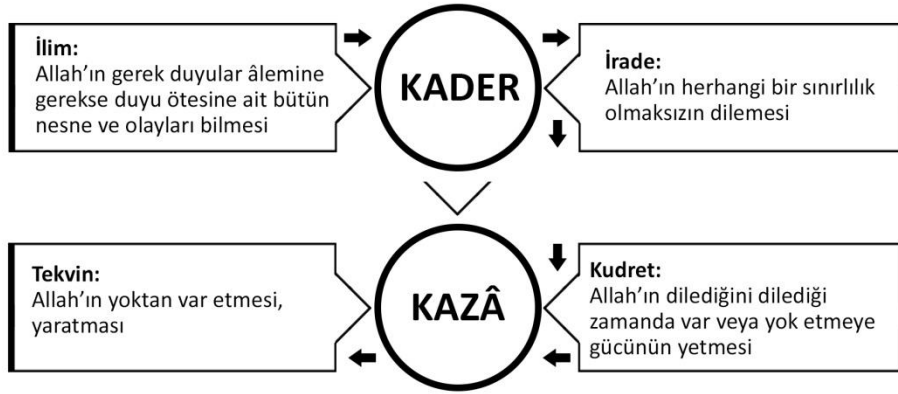 İlim:
Allah’ın gerek duyular âlemine
gerekse duyu ötesine ait bütün
nesne ve olayları bilmesi
KADER
İrade:
Allah’ın herhangi bir sınırlılık
olmaksızın dilemesi
Tekvin:
Allah’ın yoktan var etmesi,
yaratması
KAZÂ
Kudret:
Allah’ın dilediğini dilediği
zamanda var veya yok etmeye
gücünün yetmesi